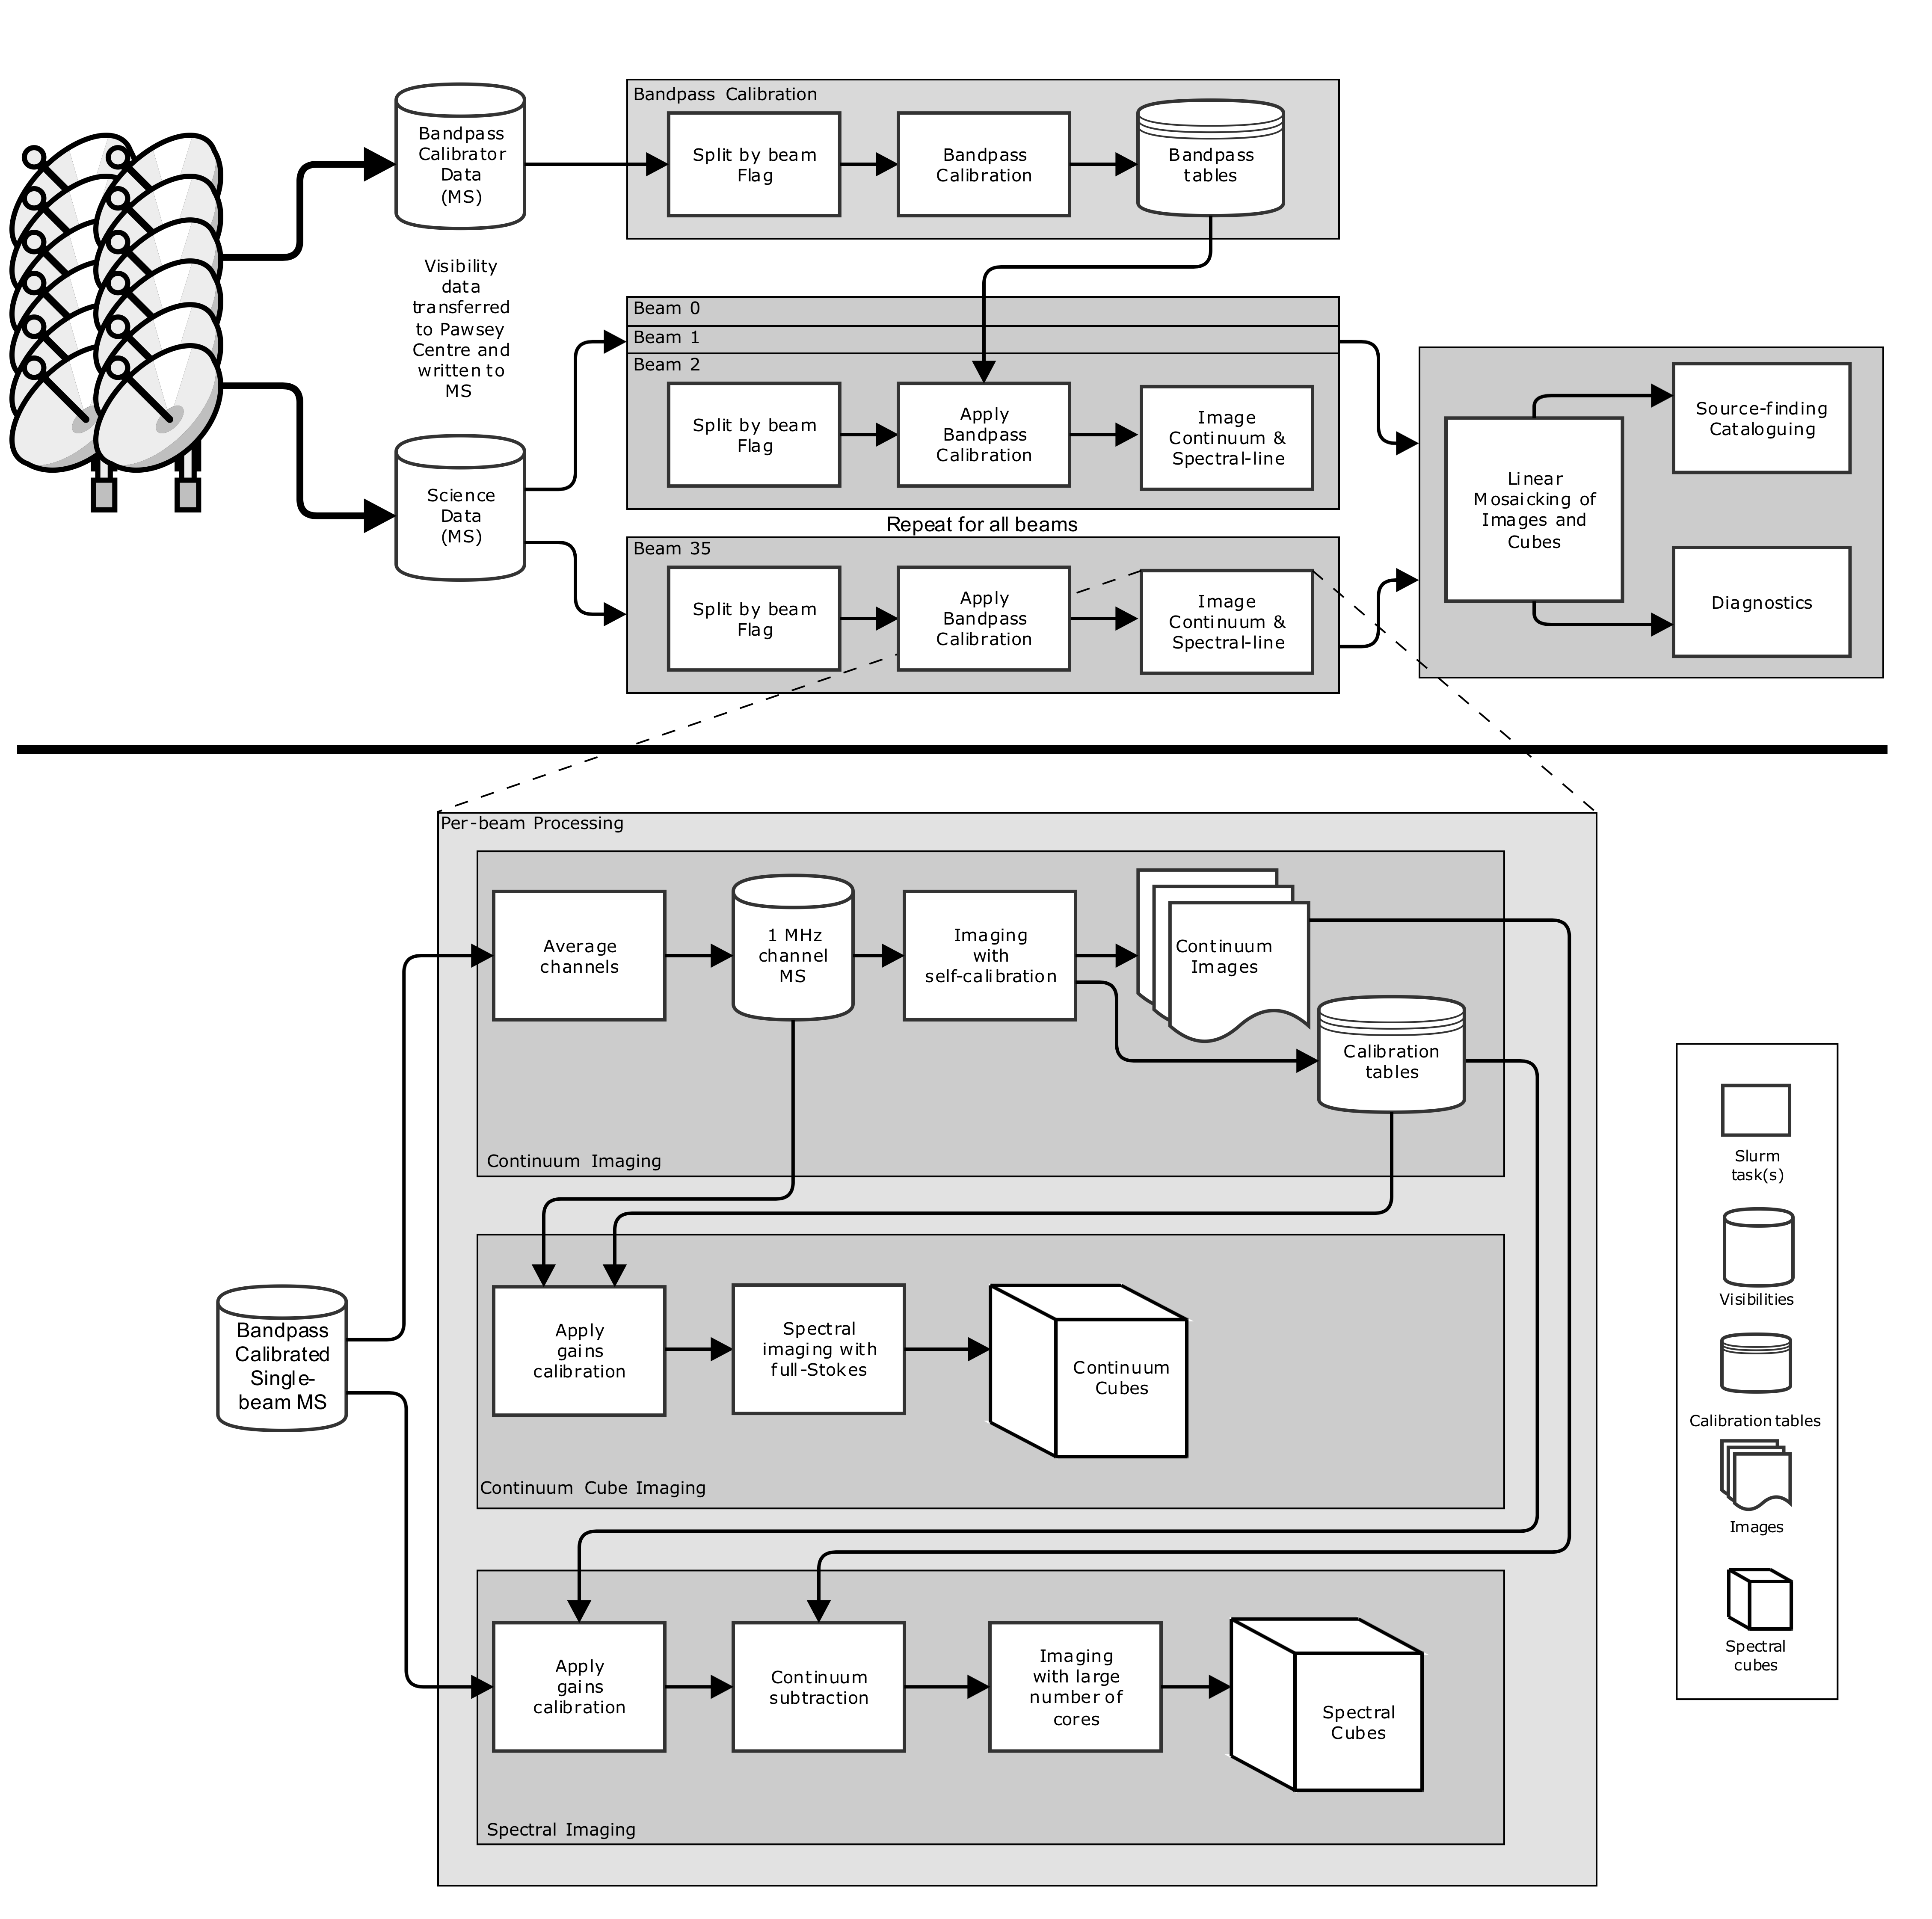 Bandpass
Calibrator
Data
(MS)
Visibility
data
transferred
to Pawsey
Centre and
written to
MS
Science
Data
(MS)
Bandpass Calibration
Split by beam
Flag
Bandpass
Calibration
Bandpass
tables
Beam 0
Beam 1
Beam 2
Split by beam
Flag
Apply
Bandpass
Calibration
Image
Continuum &
Spectral-line
Repeat for all beams
Beam 35
Split by beam
Flag
Apply
Bandpass
Calibration
Image
Continuum &
Spectral-line
Linear
Mosaicking of
Images and
Cubes
Source-finding
Cataloguing
Diagnostics
Per-beam Processing
Average
channels
1 MHz
channel
MS
Imaging
with
self-calibration
Continuum
Images
Calibration
tables
Continuum Imaging
Bandpass
Calibrated
Single-
beam MS
Apply
gains
calibration
Spectral
imaging with
full-Stokes
Continuum
Cubes
Continuum Cube Imaging
Apply
gains
calibration
Continuum
subtraction
Imaging
with large
number of
cores
Spectral
Cubes
Spectral Imaging
Slurm
task(s)
Visibilities
Calibration tables
Images
Spectral
cubes